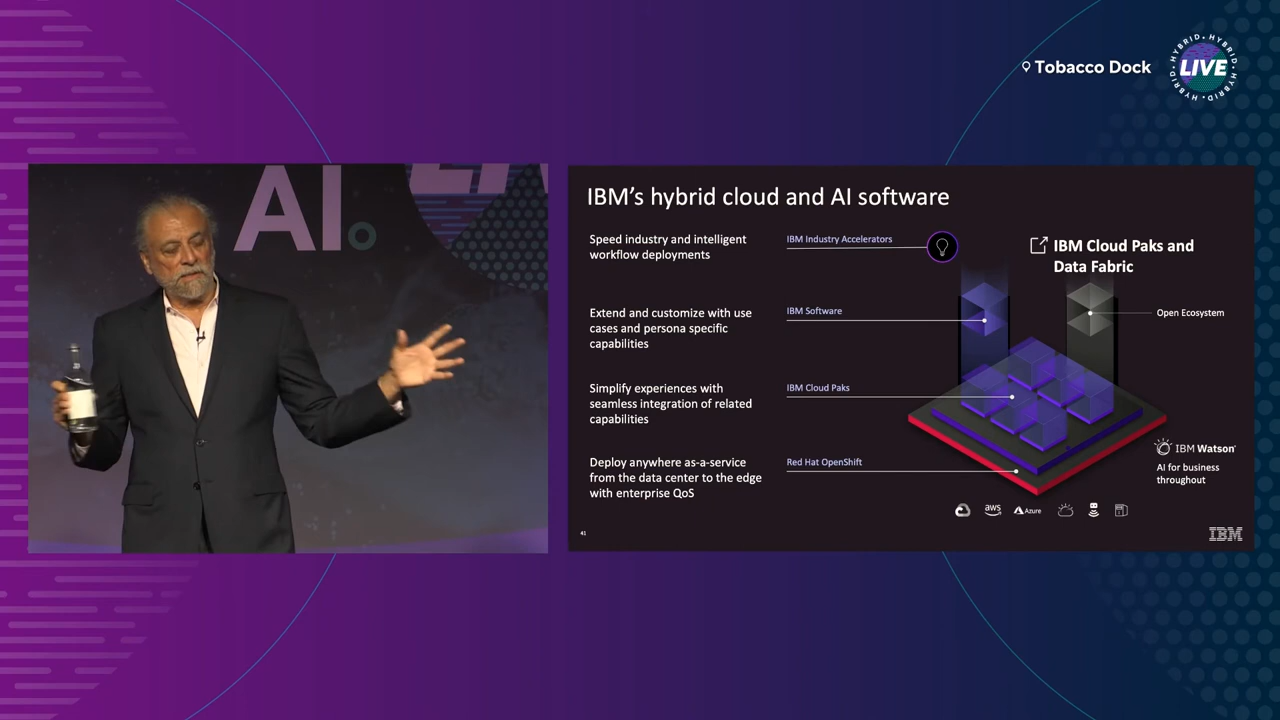 Tobacco Dock
HYBRID • HYBRID • HYBRID • HYBRID •
LIVE
AI
IBM's hybrid cloud and AI software
Speed industry and intelligent
workflow deployments
IBM Industry Accelerators
IBM Cloud Paks and
Data Fabric
Extend and customize with use
cases and persona specific
capabilities
IBM Software
Open Ecosystem
Simplify experiences with
seamless integration of related
capabilities
IBM Cloud Paks
Deploy anywhere as-a-service
from the data center to the edge
with enterprise QoS
Red Hat OpenShift
IBM Watson
AI for business
throughout
aws
Azure
41
IBM